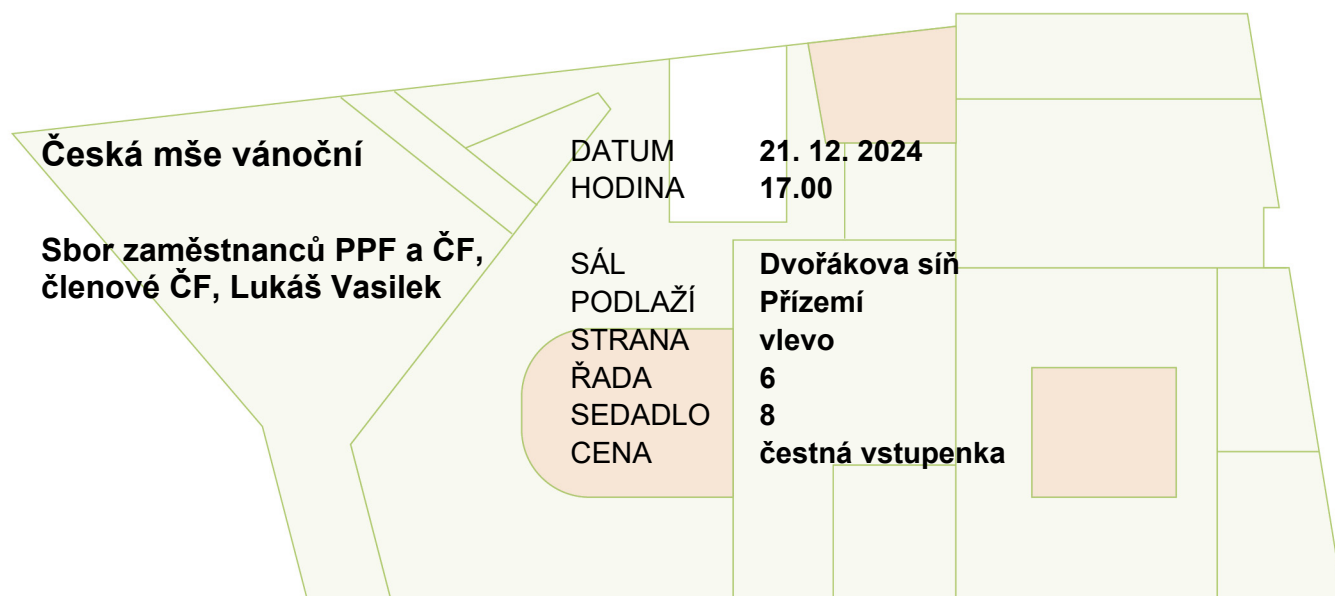 Česká mše vánoční
Sbor zaměstnanců PPF a ČF,
členové ČF, Lukáš Vasilek
DATUM 21. 12. 2024
HODINA 17.00
SÁL Dvořákova síň
PODLAŽÍ Přízemí
STRANA vlevo
ŘADA 6
SEDADLO 8
CENA čestná vstupenka